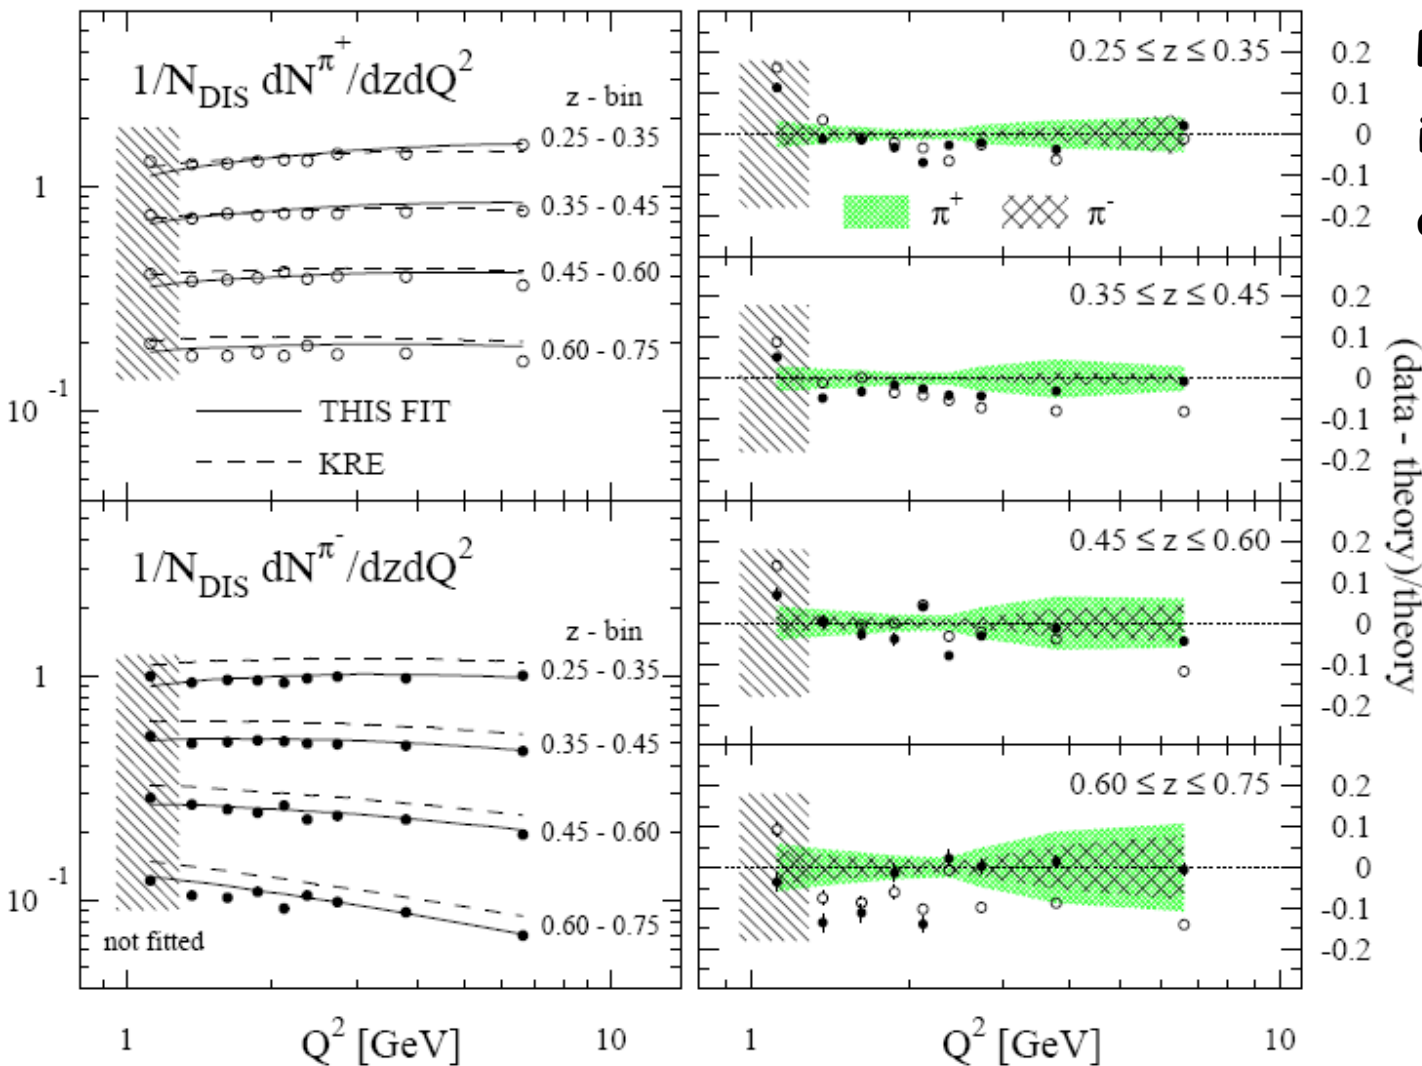 1/N_DIS dN^π+/dzdQ^2
z - bin
0.25 - 0.35
1
0.35 - 0.45
0.45 - 0.60
0.60 - 0.75
10^-1
THIS FIT
KRE
1/N_DIS dN^π-/dzdQ^2
z - bin
0.25 - 0.35
1
0.35 - 0.45
0.45 - 0.60
10^-1
0.60 - 0.75
not fitted
1
10
Q^2 [GeV]
0.25 ≤ z ≤ 0.35
0.2
0.1
0
-0.1
-0.2
π+
π-
0.35 ≤ z ≤ 0.45
0.2
0.1
0
-0.1
-0.2
0.45 ≤ z ≤ 0.60
0.2
0.1
0
-0.1
-0.2
0.60 ≤ z ≤ 0.75
0.2
0.1
0
-0.1
-0.2
(data - theory)/theory
1
10
Q^2 [GeV]